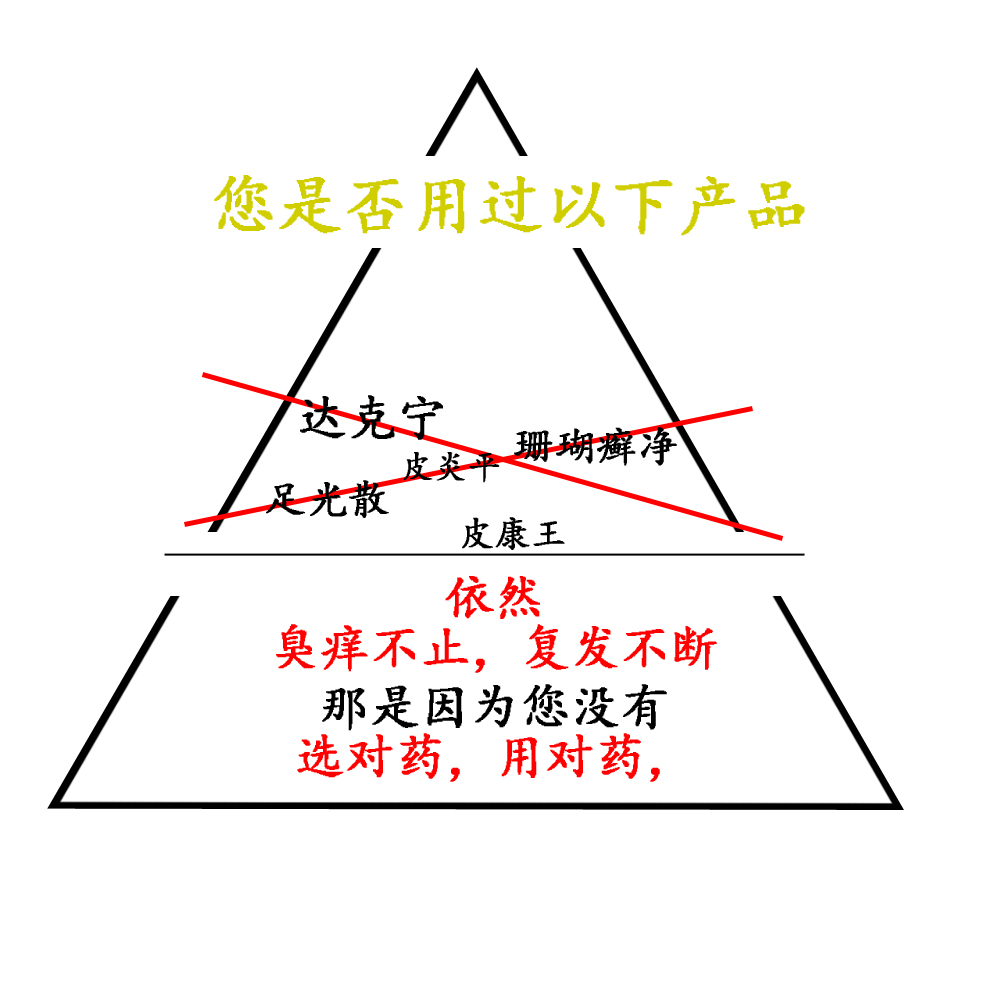 您是否用过以下产品
达克宁
珊瑚癣净
皮炎平
足光散
皮康王
依然
臭痒不止，复发不断
那是因为您没有
选对药，用对药，